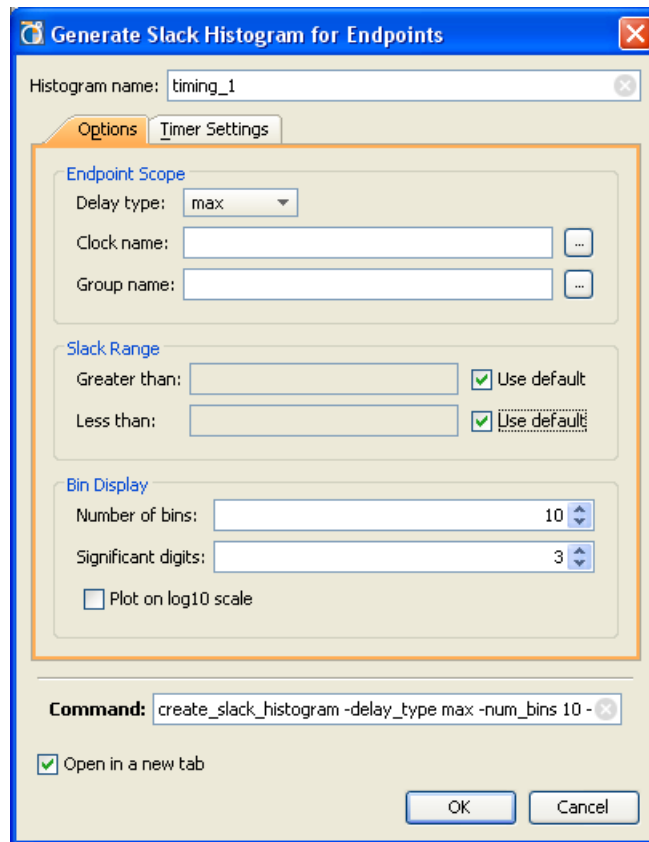 Generate Slack Histogram for Endpoints
Histogram name: timing_1
Options Timer Settings
Endpoint Scope
Delay type: max
Clock name: ...
Group name: ...
Slack Range
Greater than: Use default
Less than: Use default
Bin Display
Number of bins: 10
Significant digits: 3
Plot on log10 scale
Command: create_slack_histogram -delay_type max -num_bins 10 -
Open in a new tab
OK Cancel